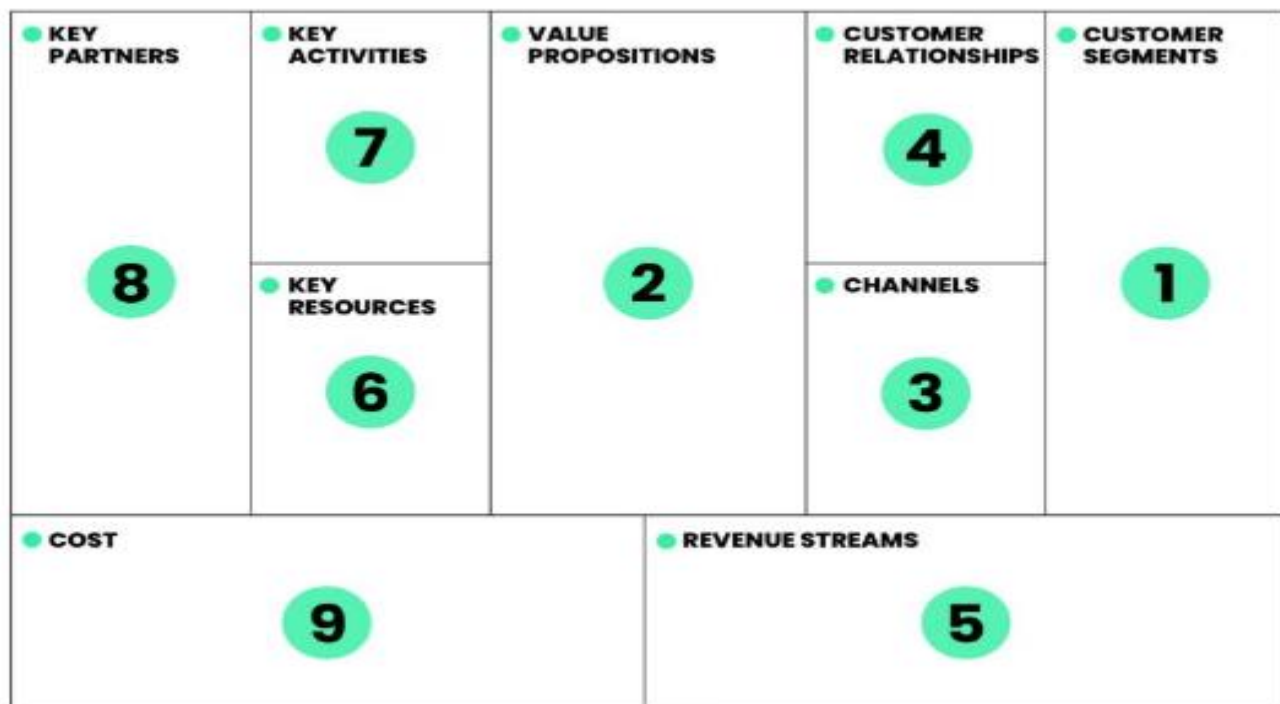 KEY
PARTNERS
8
KEY
ACTIVITIES
7
KEY
RESOURCES
6
VALUE
PROPOSITIONS
2
CUSTOMER
RELATIONSHIPS
4
CHANNELS
3
CUSTOMER
SEGMENTS
1
COST
9
REVENUE STREAMS
5